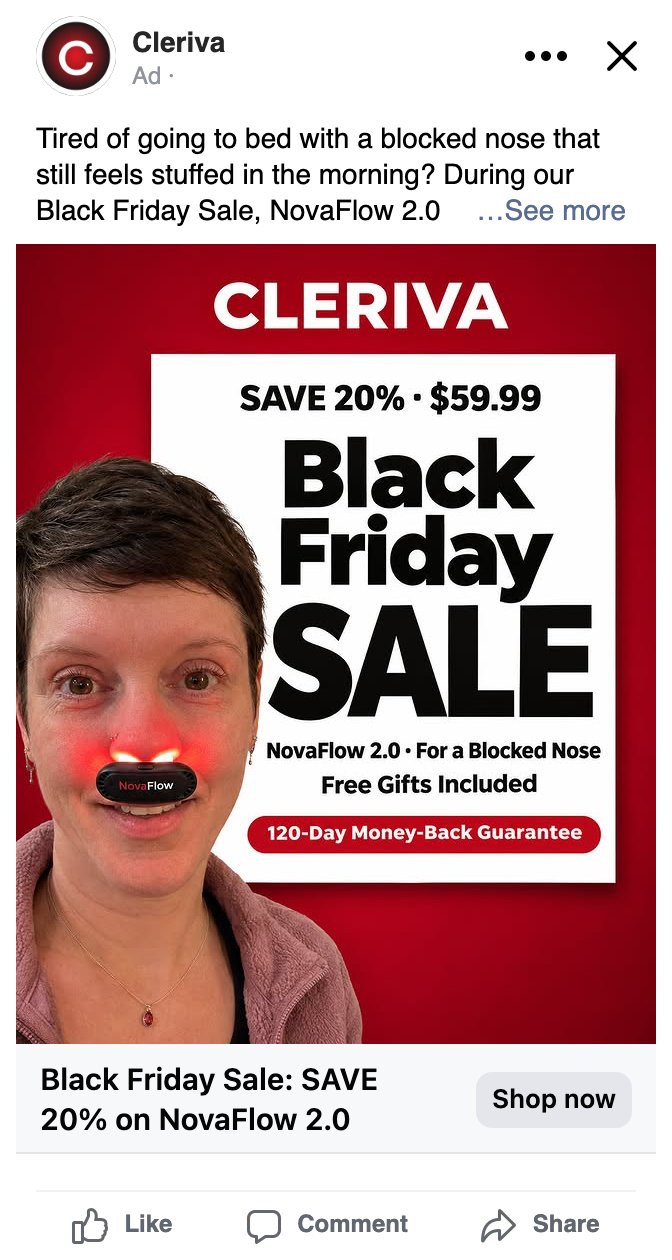 C
Cleriva
Ad ·
Tired of going to bed with a blocked nose that
still feels stuffed in the morning? During our
Black Friday Sale, NovaFlow 2.0 ...See more
CLERIVA
SAVE 20% · $59.99
Black
Friday
SALE
NovaFlow 2.0 · For a Blocked Nose
Free Gifts Included
120-Day Money-Back Guarantee
NovaFlow
Black Friday Sale: SAVE
20% on NovaFlow 2.0
Shop now
Like
Comment
Share